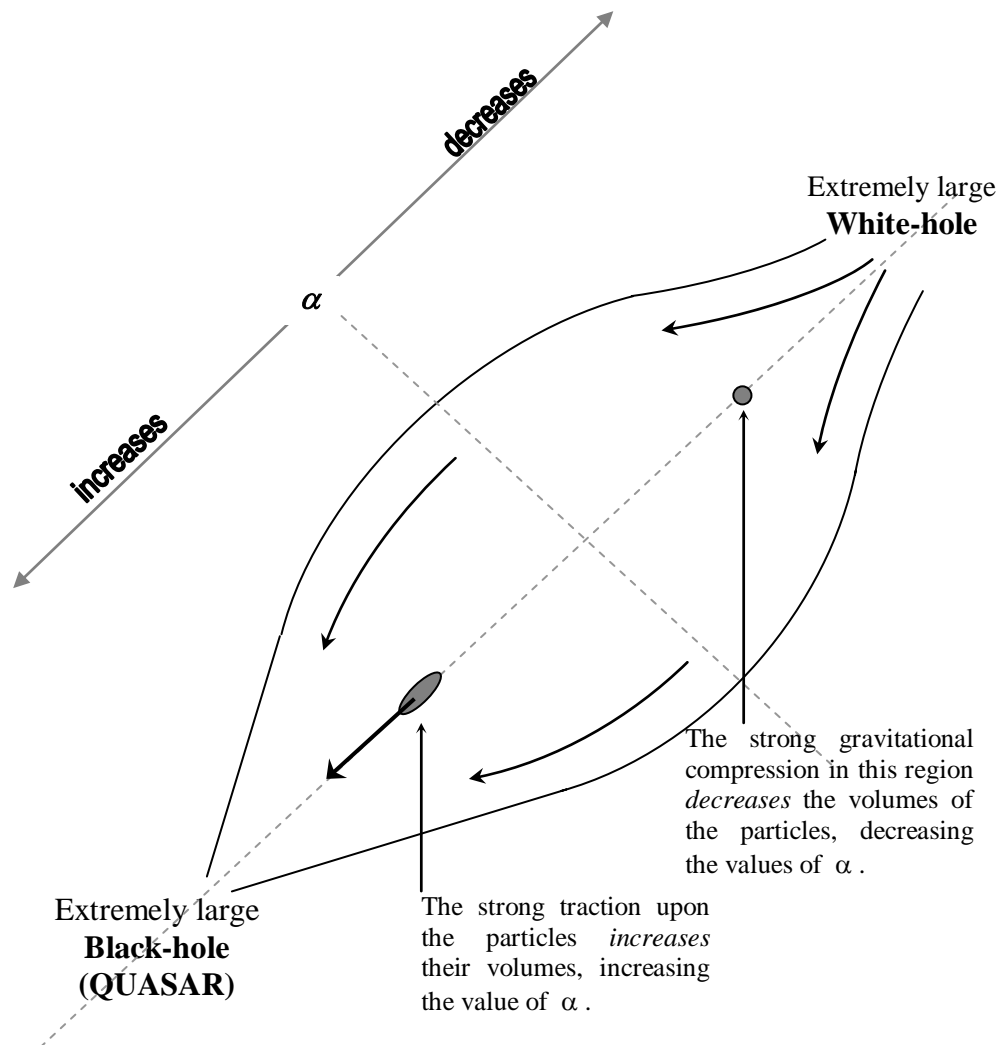 decreases
Extremely large
White-hole
α
increases
The strong gravitational
compression in this region
decreases the volumes of
the particles, decreasing
the values of α .
Extremely large
Black-hole
(QUASAR)
The strong traction upon
the particles increases
their volumes, increasing
the value of α .